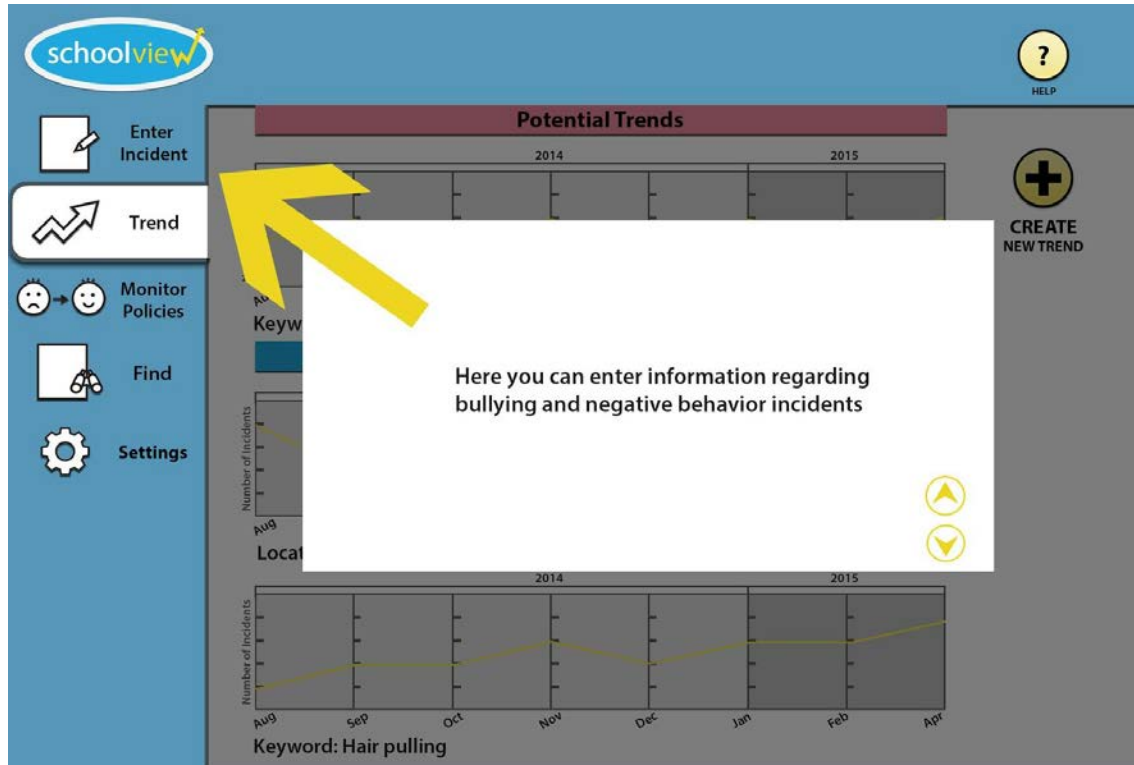 schoolview
?
HELP
Enter
Incident
Trend
Monitor
Policies
Find
Settings
Potential Trends
2014 2015
CREATE
NEW TREND
Keyw
Here you can enter information regarding
bullying and negative behavior incidents
Number of Incidents
Aug
Locat
2014 2015
Number of Incidents
Aug Sep Oct Nov Dec Jan Feb Apr
Keyword: Hair pulling